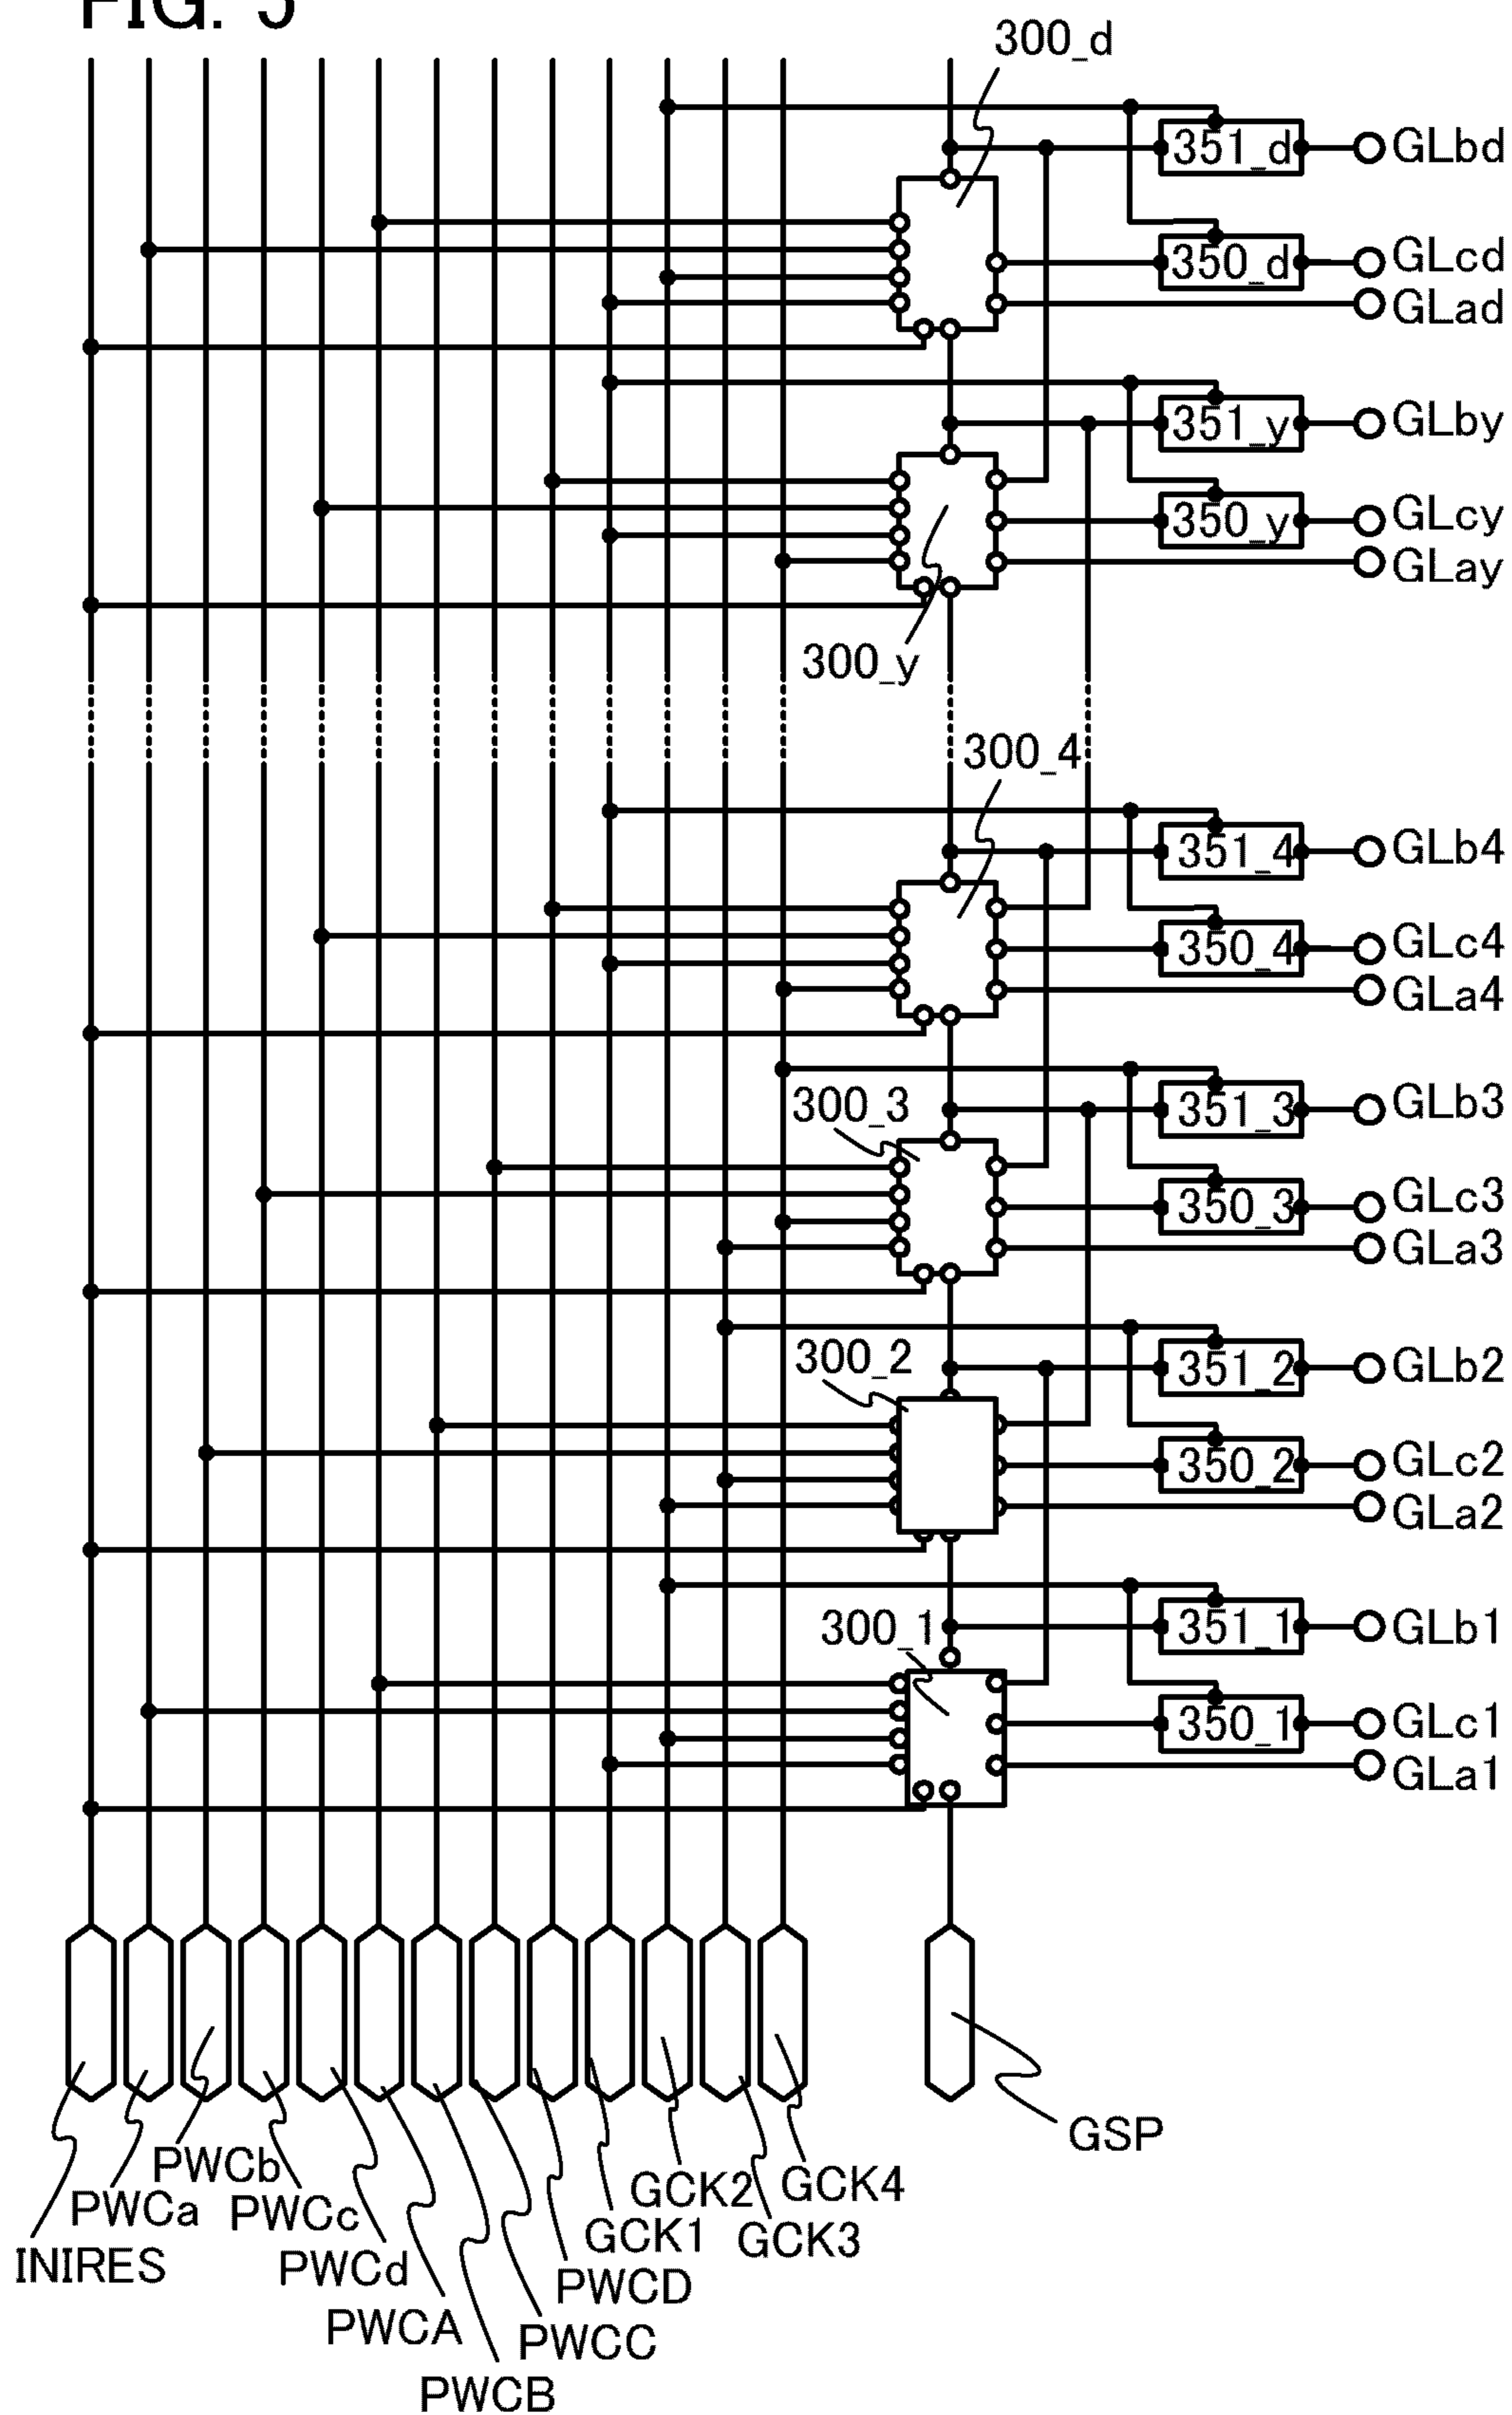 FIG. 5
300_d
351_d
GLbd
350_d
GLcd
GLad
351_y
GLby
350_y
GLcy
GLay
300_y
300_4
351_4
GLb4
350_4
GLc4
GLa4
300_3
351_3
GLb3
350_3
GLc3
GLa3
300_2
351_2
GLb2
350_2
GLc2
GLa2
300_1
351_1
GLb1
350_1
GLc1
GLa1
GSP
PWCb
GCK2
GCK4
PWCa
PWCc
GCK1
GCK3
INIRES
PWCd
PWCD
PWCA
PWCC
PWCB